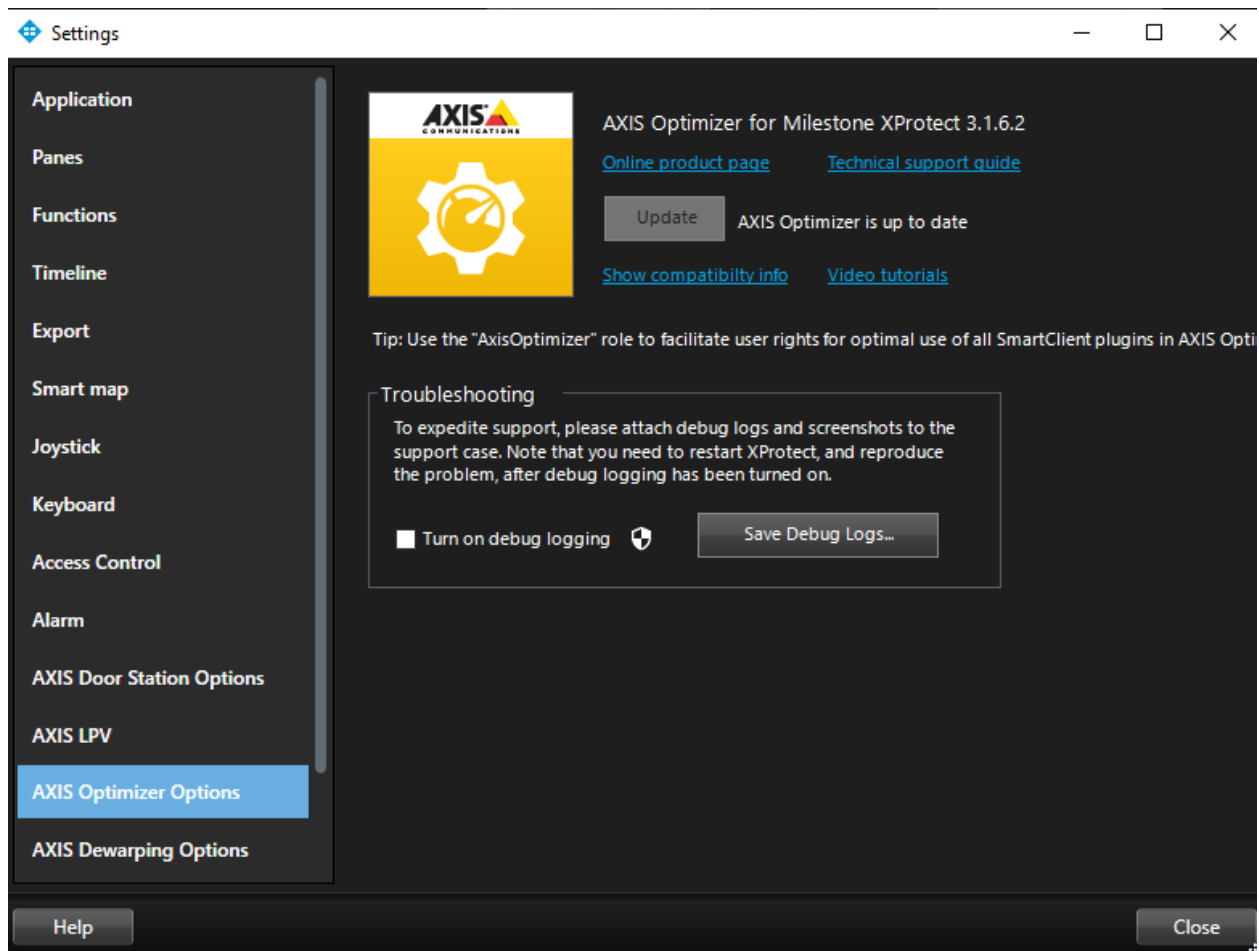 Settings
Application
Panes
Functions
Timeline
Export
Smart map
Joystick
Keyboard
Access Control
Alarm
AXIS Door Station Options
AXIS LPV
AXIS Optimizer Options
AXIS Dewarping Options
AXIS
COMMUNICATIONS
AXIS Optimizer for Milestone XProtect 3.1.6.2
Online product page Technical support guide
Update AXIS Optimizer is up to date
Show compatibilty info Video tutorials
Tip: Use the "AxisOptimizer" role to facilitate user rights for optimal use of all SmartClient plugins in AXIS Opti
Troubleshooting
To expedite support, please attach debug logs and screenshots to the
support case. Note that you need to restart XProtect, and reproduce
the problem, after debug logging has been turned on.
Turn on debug logging Save Debug Logs...
Help Close